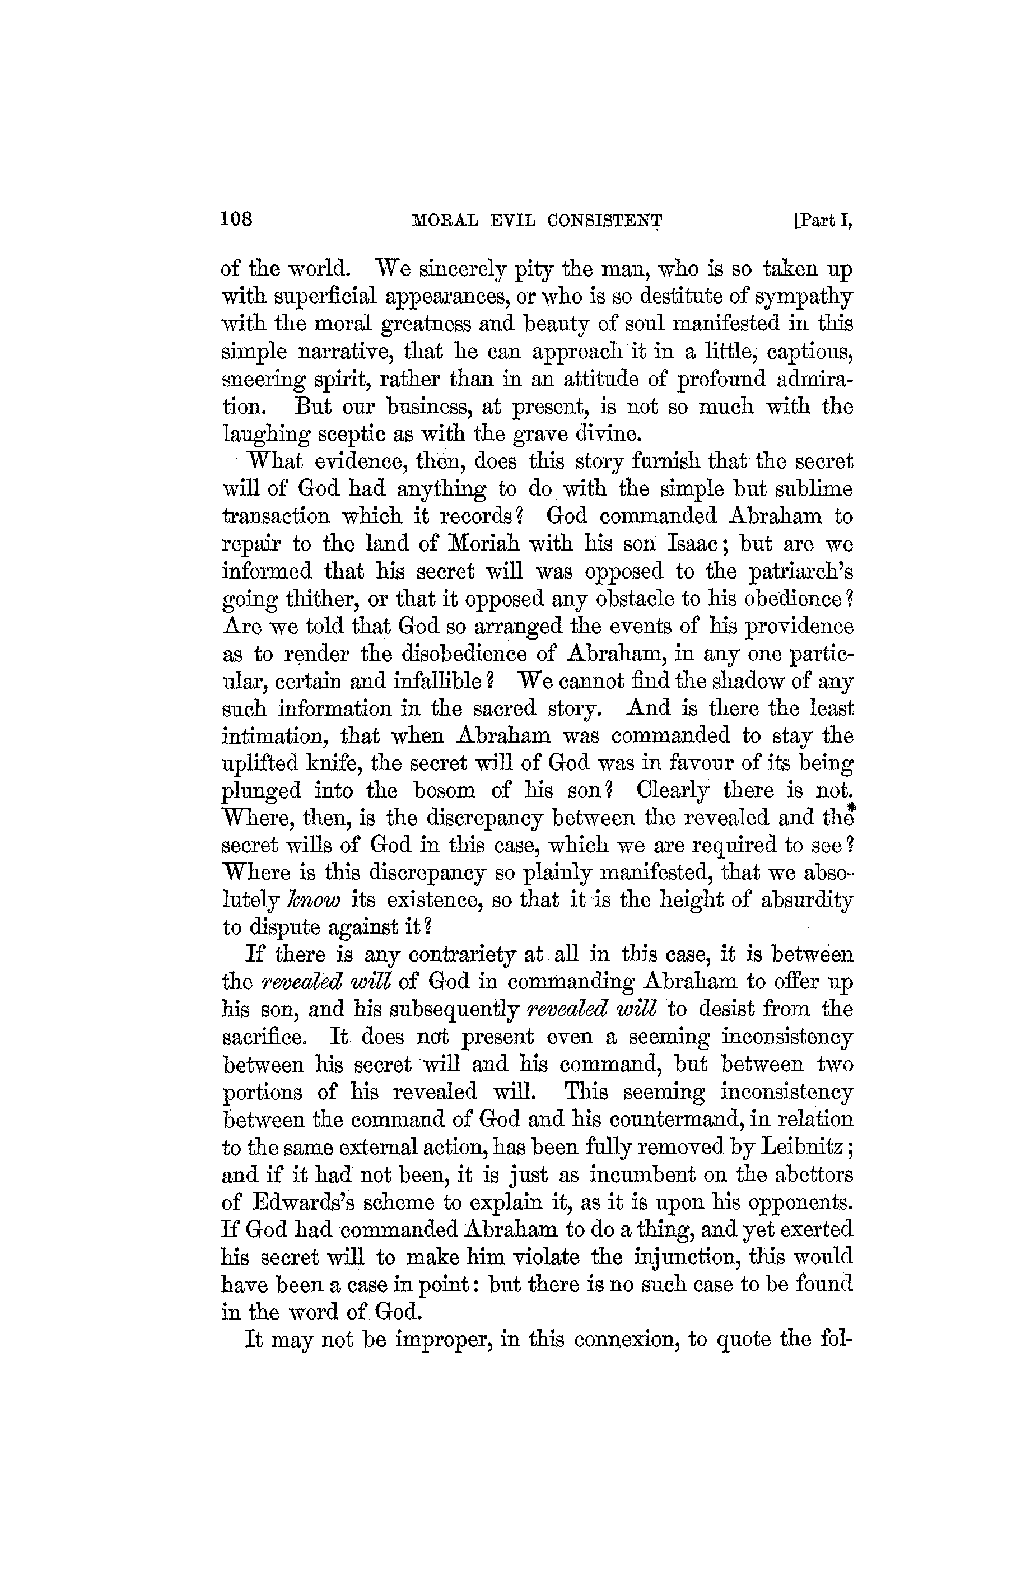 108 MORAL EVIL CONSISTENT [Part I,
of the world. We sincerely pity the man, who is so taken up
with superficial appearances, or who is so destitute of sympathy
with the moral greatness and beauty of soul manifested in this
simple narrative, that he can approach it in a little, captious,
sneering spirit, rather than in an attitude of profound admira-
tion. But our business, at present, is not so much with the
laughing sceptic as with the grave divine.
What evidence, then, does this story furnish that the secret
will of God had anything to do with the simple but sublime
transaction which it records? God commanded Abraham to
repair to the land of Moriah with his son Isaac; but are we
informed that his secret will was opposed to the patriarch's
going thither, or that it opposed any obstacle to his obedience?
Are we told that God so arranged the events of his providence
as to render the disobedience of Abraham, in any one partic-
ular, certain and infallible? We cannot find the shadow of any
such information in the sacred story. And is there the least
intimation, that when Abraham was commanded to stay the
uplifted knife, the secret will of God was in favour of its being
plunged into the bosom of his son? Clearly there is not.
Where, then, is the discrepancy between the revealed and the
secret wills of God in this case, which we are required to see?
Where is this discrepancy so plainly manifested, that we abso-
lutely know its existence, so that it is the height of absurdity
to dispute against it?
If there is any contrariety at all in this case, it is between
the revealed will of God in commanding Abraham to offer up
his son, and his subsequently revealed will to desist from the
sacrifice. It does not present even a seeming inconsistency
between his secret will and his command, but between two
portions of his revealed will. This seeming inconsistency
between the command of God and his countermand, in relation
to the same external action, has been fully removed by Leibnitz;
and if it had not been, it is just as incumbent on the abettors
of Edwards's scheme to explain it, as it is upon his opponents.
If God had commanded Abraham to do a thing, and yet exerted
his secret will to make him violate the injunction, this would
have been a case in point: but there is no such case to be found
in the word of God.
It may not be improper, in this connexion, to quote the fol-